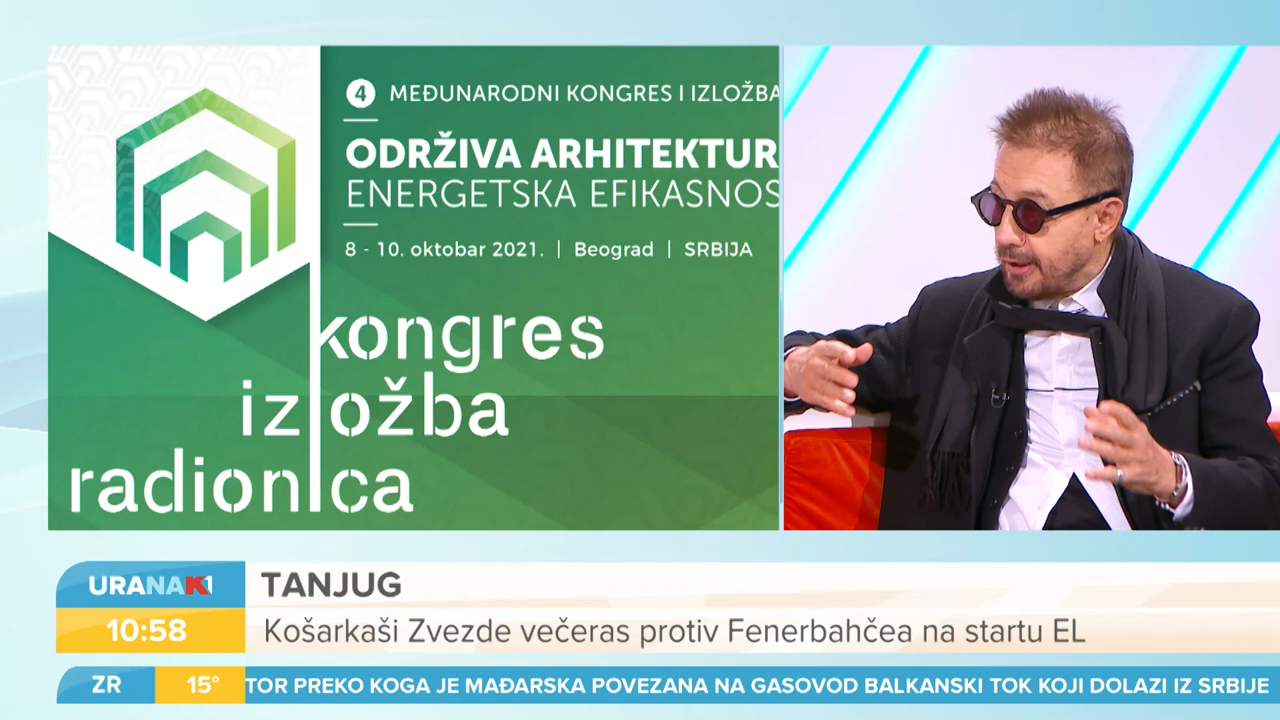 4 MEĐUNARODNI KONGRES I IZLOŽBA
ODRŽIVA ARHITEKTUR
ENERGETSKA EFIKASNOS
8 - 10. oktobar 2021. | Beograd | SRBIJA
kongres
izložba
radionica
URANAK1
TANJUG
10:58
Košarkaši Zvezde večeras protiv Fenerbahčea na startu EL
ZR 15° TOR PREKO KOGA JE MAĐARSKA POVEZANA NA GASOVOD BALKANSKI TOK KOJI DOLAZI IZ SRBIJE